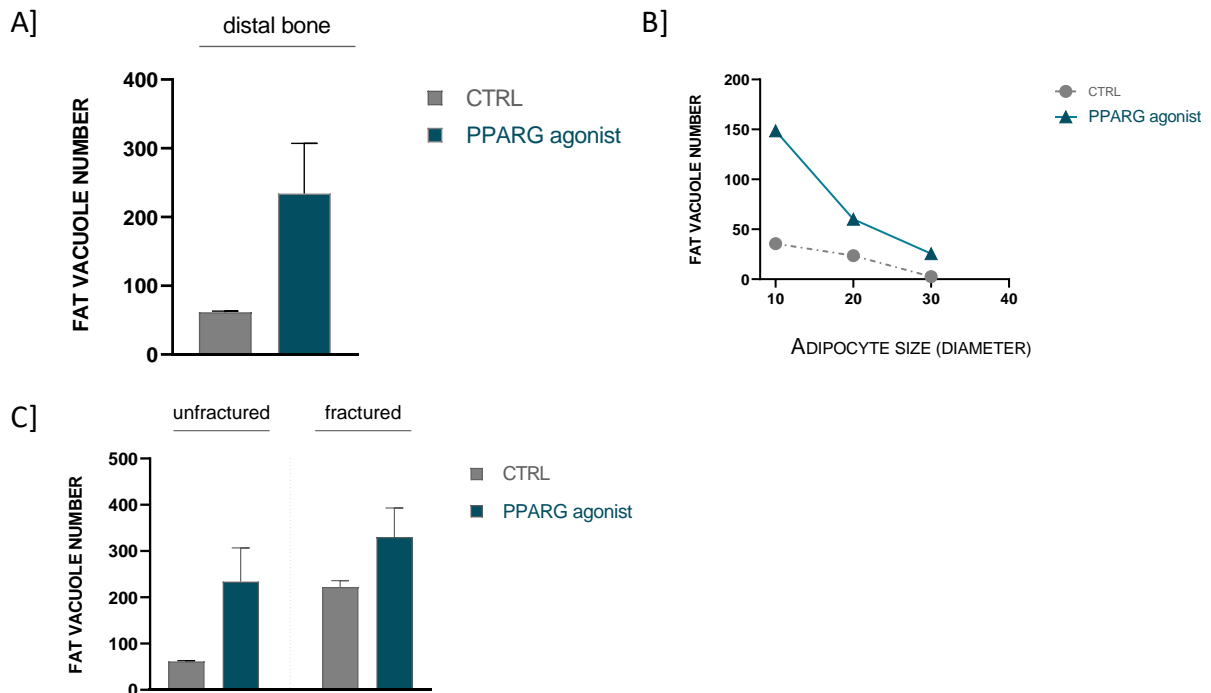 A]
distal bone
FAT VACUOLE NUMBER
400
300
200
100
0
CTRL
PPARG agonist
B]
FAT VACUOLE NUMBER
200
150
100
50
0
10 20 30 40
ADIPOCYTE SIZE (DIAMETER)
CTRL
PPARG agonist
C]
unfractured fractured
FAT VACUOLE NUMBER
500
400
300
200
100
0
CTRL
PPARG agonist